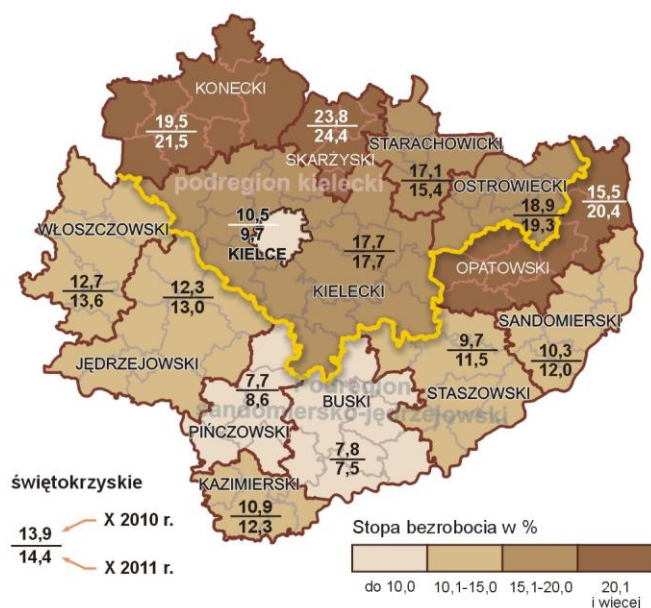 KONECKI
19,5
21,5
23,8
24,4
SKARŻYSKI
STARACHOWICKI
17,1
15,4
podregion kielecki
OSTROWIECKI
18,9
19,3
15,5
20,4
WŁOSZCZOWSKI
10,5
9,7
KIELCE
17,7
17,7
OPATOWSKI
12,7
13,6
12,3
13,0
KIELECKI
SANDOMIERSKI
9,7
11,5
10,3
12,0
JĘDRZEJOWSKI
7,7
8,6
Podregion
sandomiersko-jędrzejowski
BUSKI
STASZOWSKI
PIŃCZOWSKI
7,8
7,5
KAZIMIERSKI
10,9
12,3
świętokrzyskie
13,9 X 2010 r.
14,4 X 2011 r.
Stopa bezrobocia w %
do 10,0 10,1-15,0 15,1-20,0 20,1
i więcej